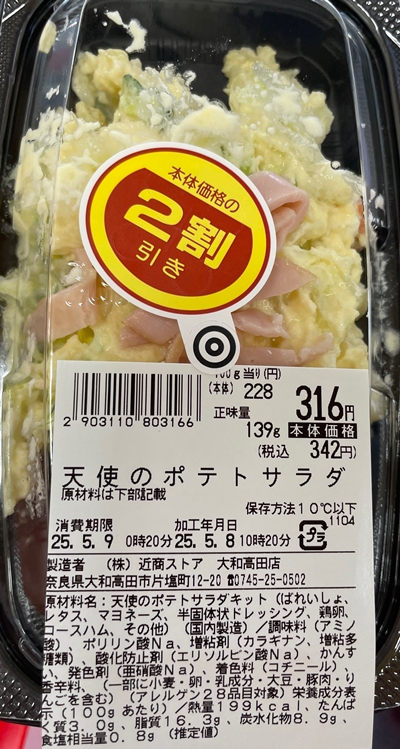 本体価格の
2割
引き
100g当り(円)
(本体) 228
316円
正味量
139g 本体価格
(税込 342円)
2 903110 803166
天使のポテトサラダ
原材料は下部記載
保存方法10℃以下
1104
消費期限
加工年月日
プラ
25.5.9 0時20分 25.5.8 10時20分
製造者 (株)近商ストア 大和高田店
奈良県大和高田市片塩町12-20 ☎0745-25-0502
原材料名:天使のポテトサラダキット(ばれいしょ、
レタス、マヨネーズ、半固体状ドレッシング、鶏卵、
ロースハム、その他)(国内製造)/調味料(アミノ
酸)、ポリリン酸Na、増粘剤(カラギナン、増粘多
糖類)、酸化防止剤(エリソルビン酸Na)、かんす
い、発色剤(亜硝酸Na)、着色料(コチニール)、
香辛料、(一部に小麦・卵・乳成分・大豆・豚肉・り
んごを含む)(アレルゲン28品目対象)栄養成分表
示(100gあたり)/熱量199kcal、たんぱ
く質3.0g、脂質16.3g、炭水化物8.9g、
食塩相当量0.8g(推定値)